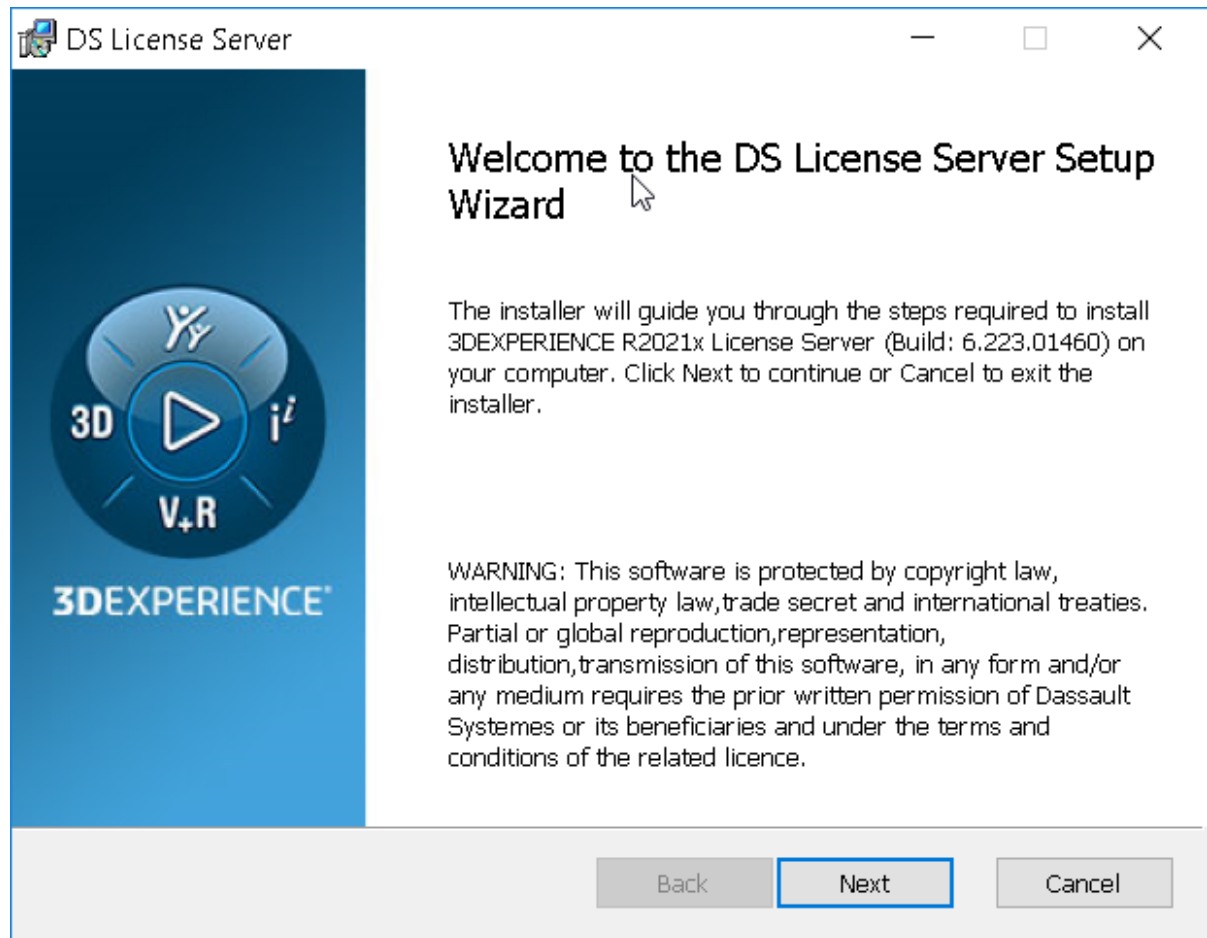 DS License Server
Welcome to the DS License Server Setup
Wizard
The installer will guide you through the steps required to install
3DEXPERIENCE R2021x License Server (Build: 6.223.01460) on
your computer. Click Next to continue or Cancel to exit the
installer.
3D
i i
V+R
3DEXPERIENCE®
WARNING: This software is protected by copyright law,
intellectual property law,trade secret and international treaties.
Partial or global reproduction,representation,
distribution,transmission of this software, in any form and/or
any medium requires the prior written permission of Dassault
Systemes or its beneficiaries and under the terms and
conditions of the related licence.
Back
Next
Cancel